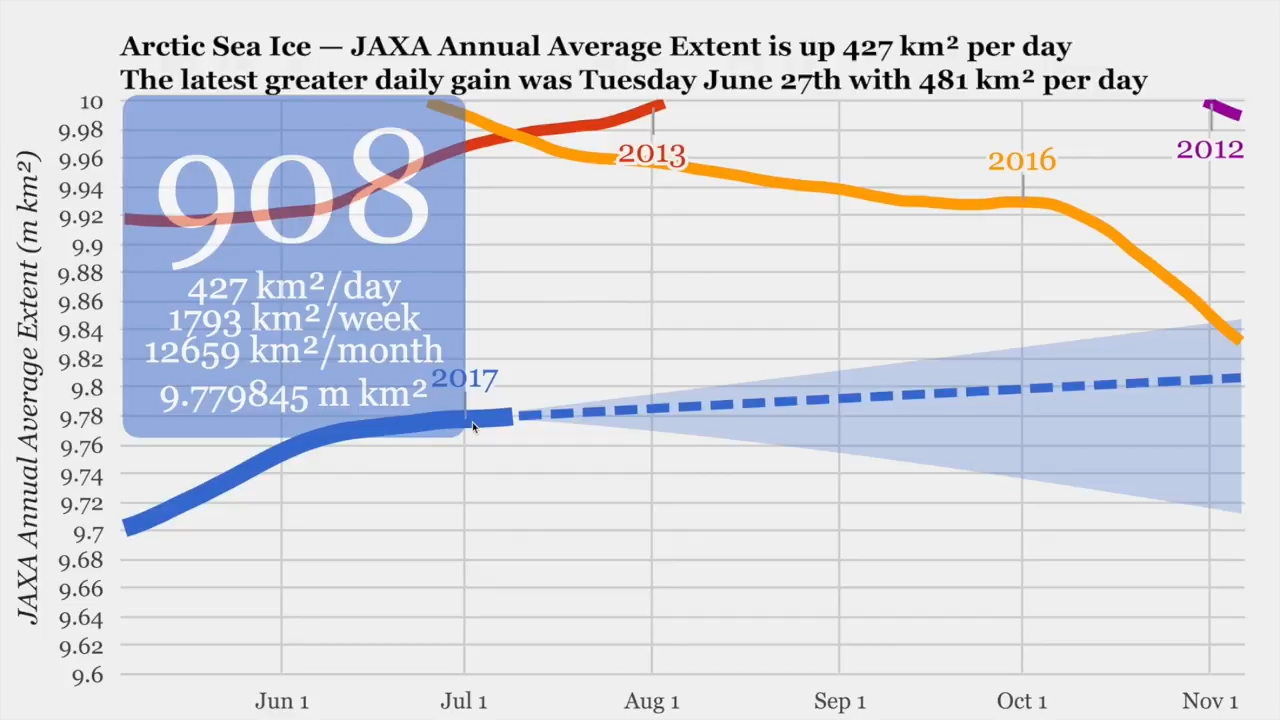 Arctic Sea Ice — JAXA Annual Average Extent is up 427 km² per day
The latest greater daily gain was Tuesday June 27th with 481 km² per day
JAXA Annual Average Extent (m km²)
10
9.98
9.96
9.94
9.92
9.9
9.88
9.86
9.84
9.82
9.8
9.78
9.76
9.74
9.72
9.7
9.68
9.66
9.64
9.62
9.6
908
427 km²/day
1793 km²/week
12659 km²/month
9.779845 m km²
2017
2013
2016
2012
Jun 1
Jul 1
Aug 1
Sep 1
Oct 1
Nov 1